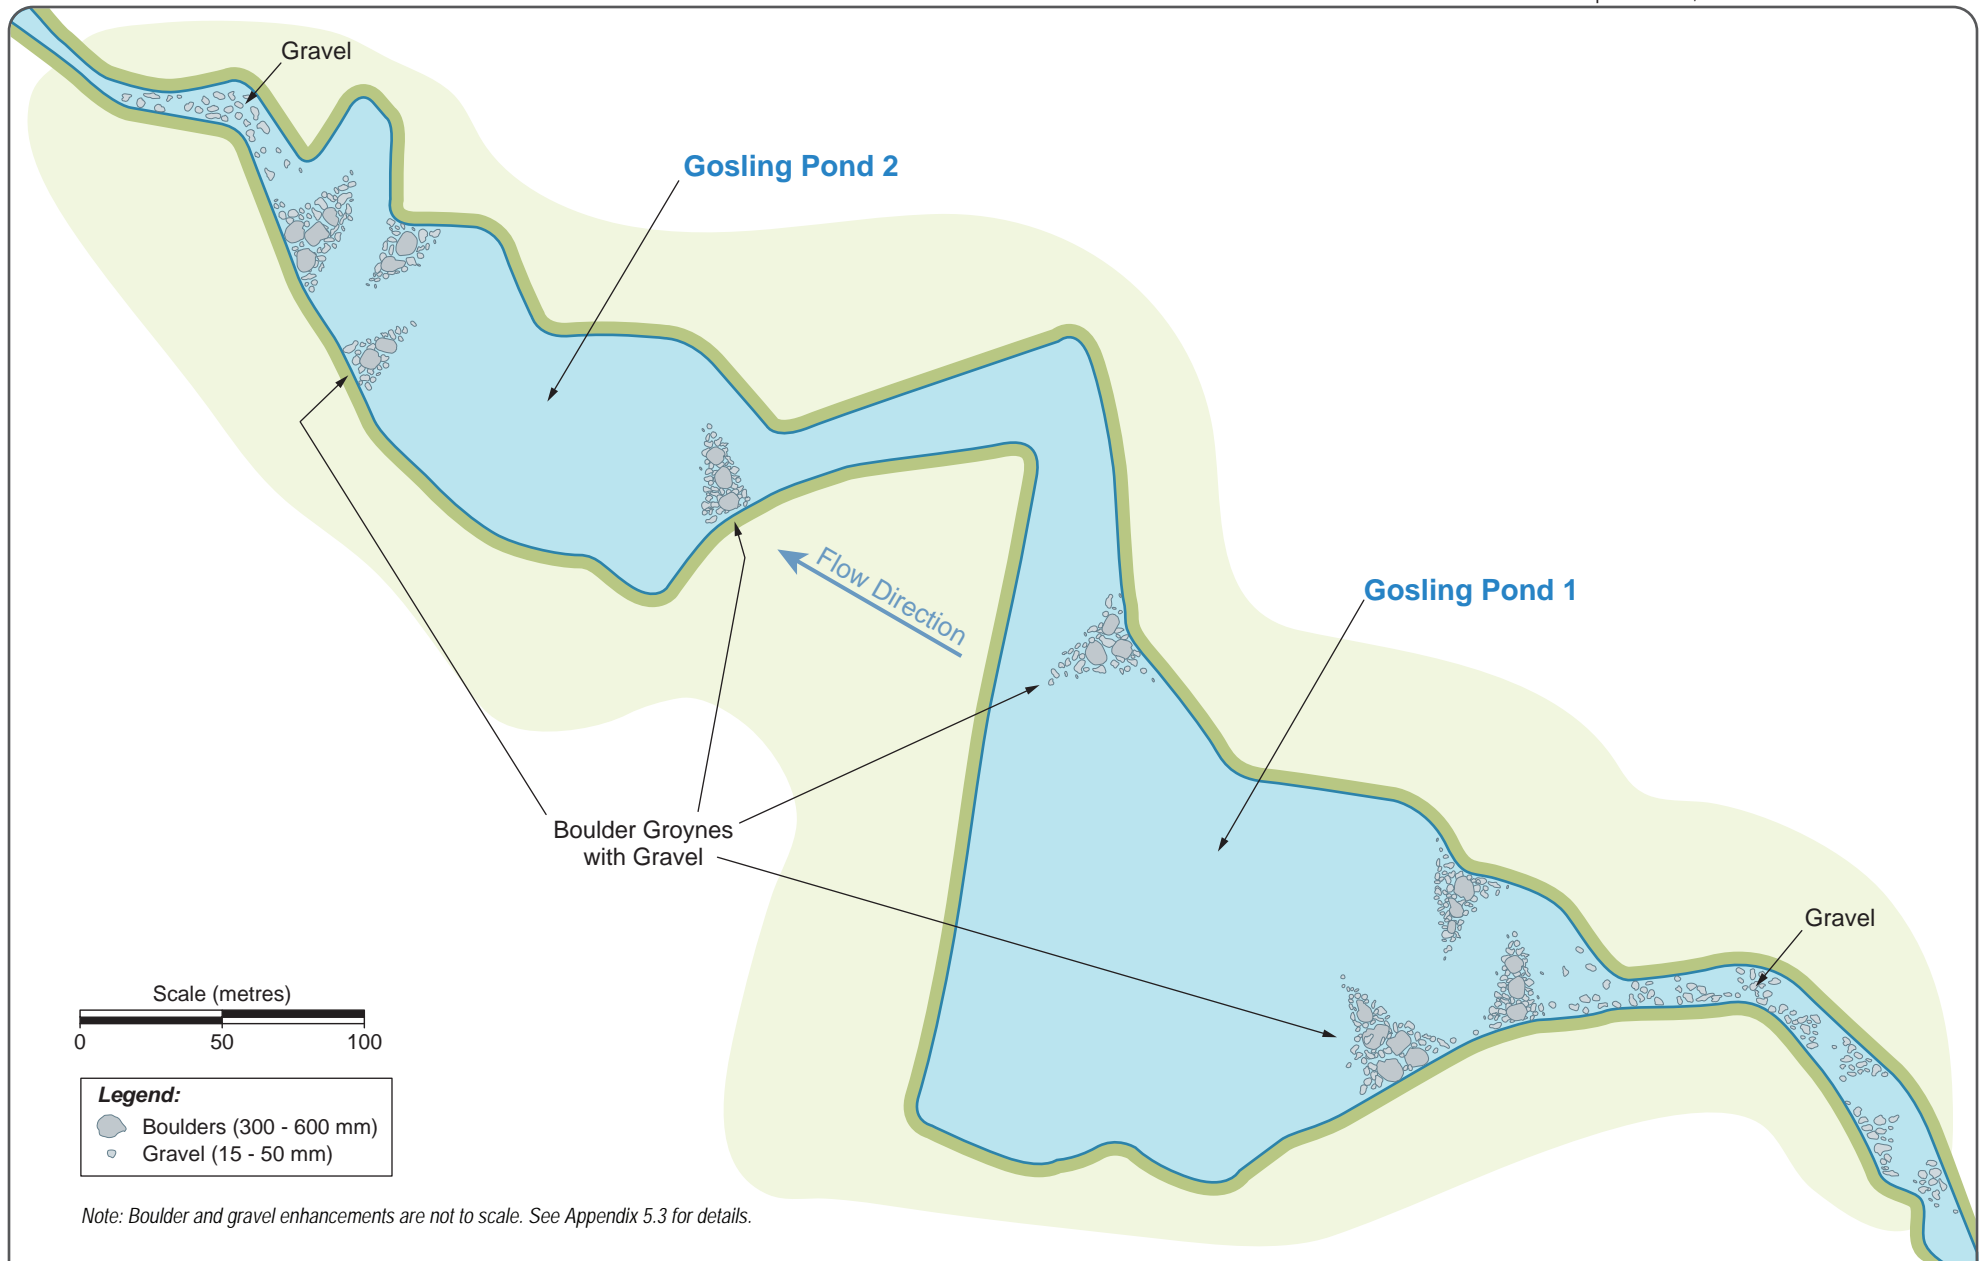 Gravel
Gosling Pond 2
Flow Direction
Gosling Pond 1
Boulder Groynes
with Gravel
Gravel
Scale (metres)
0 50 100
Legend:
Boulders (300 - 600 mm)
Gravel (15 - 50 mm)
Note: Boulder and gravel enhancements are not to scale. See Appendix 5.3 for details.